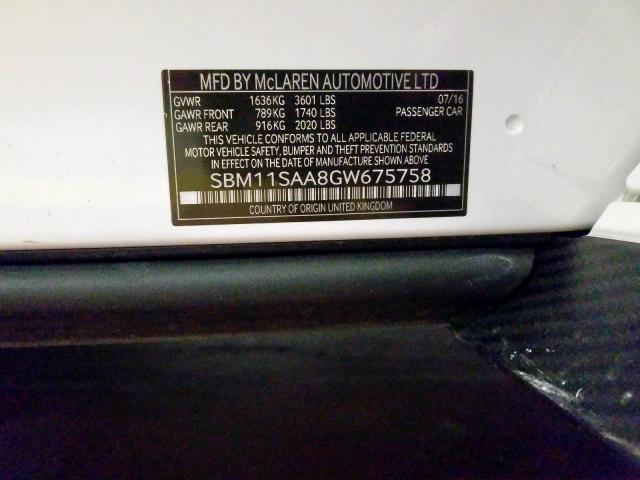 MFD BY McLAREN AUTOMOTIVE LTD
GVWR 1636KG 3601 LBS 07/16
GAWR FRONT 789KG 1740 LBS PASSENGER CAR
GAWR REAR 916KG 2020 LBS
THIS VEHICLE CONFORMS TO ALL APPLICABLE FEDERAL
MOTOR VEHICLE SAFETY, BUMPER AND THEFT PREVENTION STANDARDS
IN EFFECT ON THE DATE OF MANUFACTURE SHOWN ABOVE
SBM11SAA8GW675758
COUNTRY OF ORIGIN UNITED KINGDOM